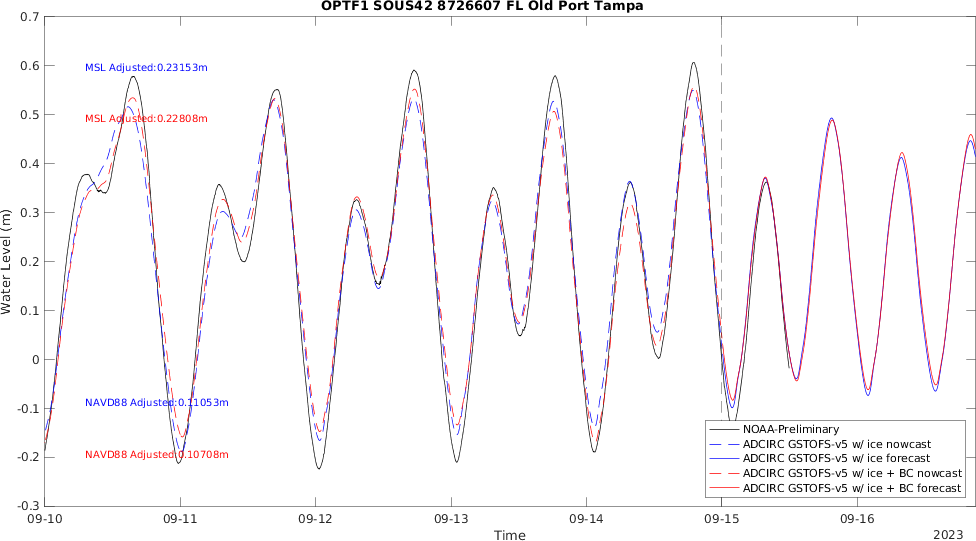 OPTF1 SOUS42 8726607 FL Old Port Tampa
Water Level (m)
0.7
0.6
0.5
0.4
0.3
0.2
0.1
0
-0.1
-0.2
-0.3
MSL Adjusted:0.23153m
MSL Adjusted:0.22808m
NAVD88 Adjusted:0.11053m
NAVD88 Adjusted:0.10708m
NOAA-Preliminary
ADCIRC GSTOFS-v5 w/ ice nowcast
ADCIRC GSTOFS-v5 w/ ice forecast
ADCIRC GSTOFS-v5 w/ ice + BC nowcast
ADCIRC GSTOFS-v5 w/ ice + BC forecast
09-10 09-11 09-12 09-13 09-14 09-15 09-16
Time
2023